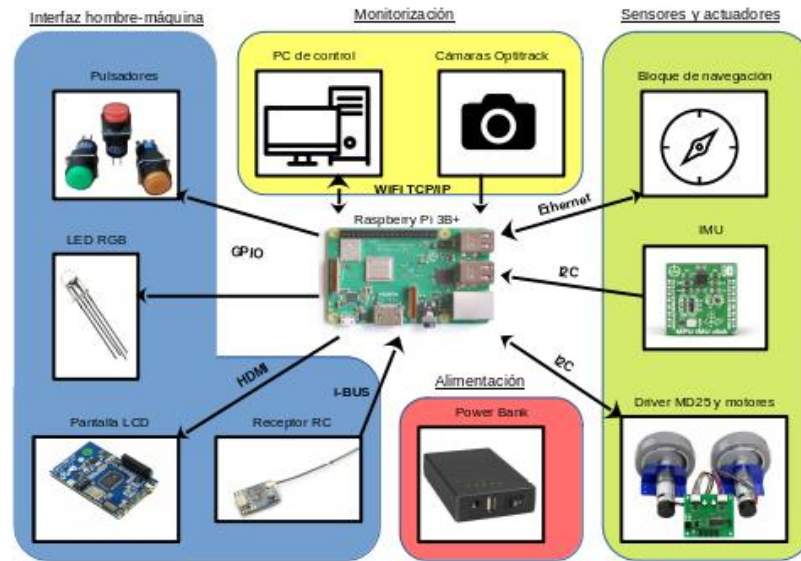 Interfaz hombre-máquina
Monitorización
Sensores y actuadores
Pulsadores
PC de control
Cámaras Optitrack
Bloque de navegación
WiFi TCP/IP
Ethernet
Raspberry Pi 3B+
LED RGB
GPIO
IMU
I2C
HDMI
I-BUS
I2C
Alimentación
Pantalla LCD
Receptor RC
Power Bank
Driver MD25 y motores